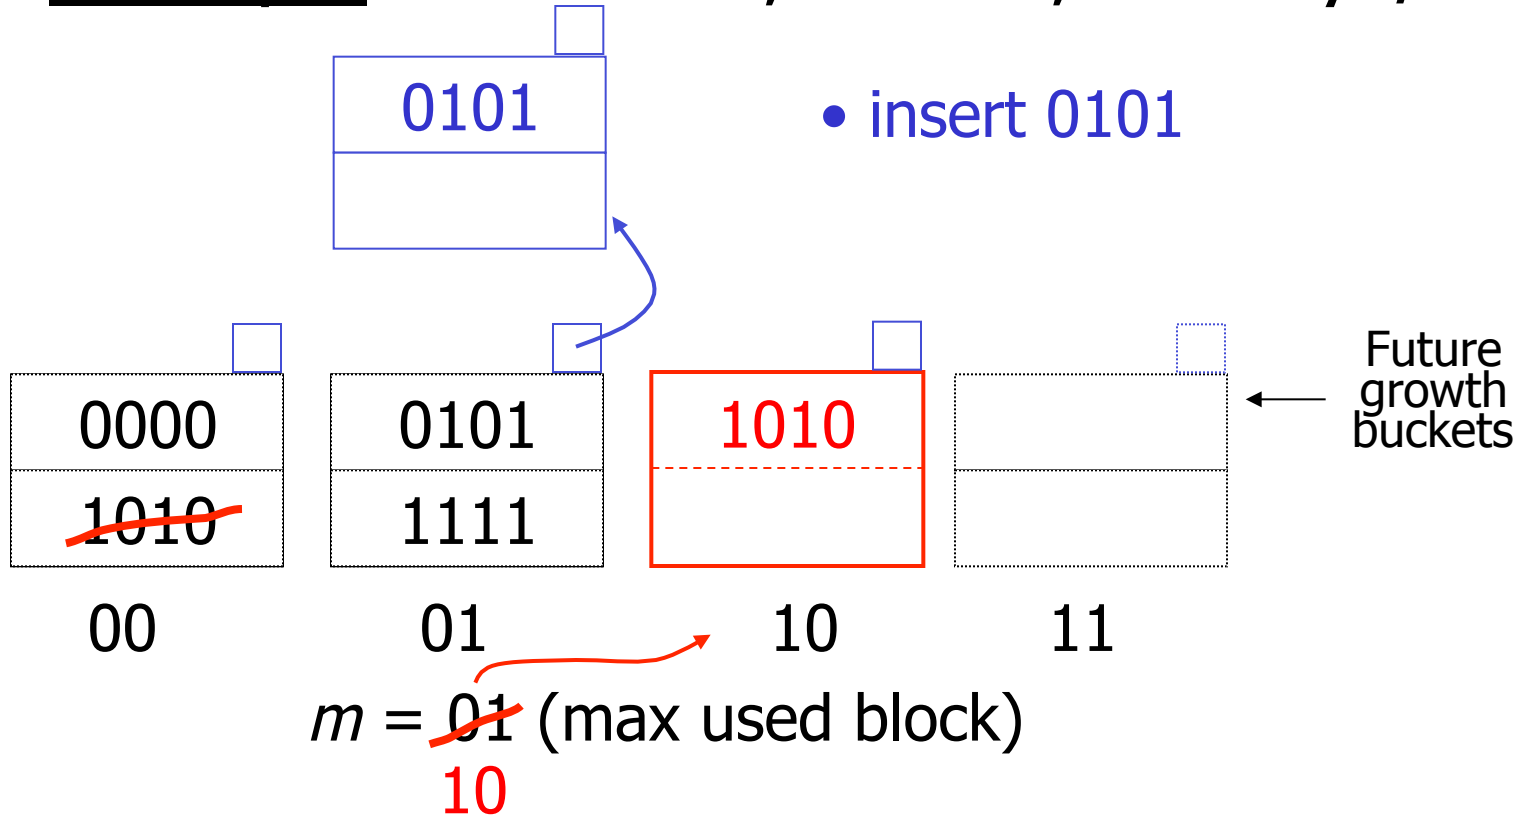 0101
• insert 0101
Future
growth
buckets
0000 0101 1010
1010 1111
00 01 10 11
m = 01 (max used block)
10